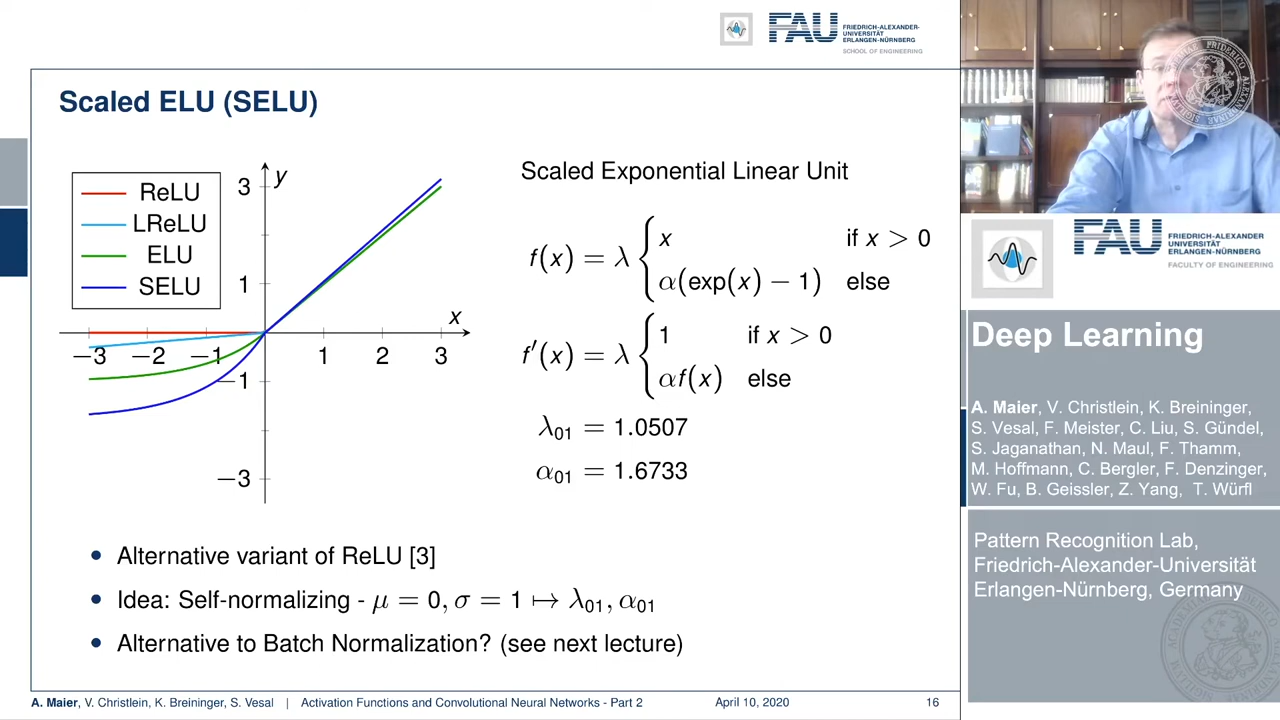 FAU
FRIEDRICH-ALEXANDER-
UNIVERSITÄT
ERLANGEN-NÜRNBERG
SCHOOL OF ENGINEERING
Scaled ELU (SELU)
ReLU
LReLU
ELU
SELU
y
x
3
1
−1
−3
−3 −2 −1 1 2 3
Scaled Exponential Linear Unit
f(x) = λ { x if x > 0
α(exp(x) − 1) else
f′(x) = λ { 1 if x > 0
αf(x) else
λ₀₁ = 1.0507
α₀₁ = 1.6733
• Alternative variant of ReLU [3]
• Idea: Self-normalizing - μ = 0, σ = 1 ↦ λ₀₁, α₀₁
• Alternative to Batch Normalization? (see next lecture)
A. Maier, V. Christlein, K. Breininger, S. Vesal | Activation Functions and Convolutional Neural Networks - Part 2 April 10, 2020 16
FAU
FRIEDRICH-ALEXANDER
UNIVERSITÄT
ERLANGEN-NÜRNBERG
FACULTY OF ENGINEERING
Deep Learning
A. Maier, V. Christlein, K. Breininger,
S. Vesal, F. Meister, C. Liu, S. Gündel,
S. Jaganathan, N. Maul, F. Thamm,
M. Hoffmann, C. Bergler, F. Denzinger,
W. Fu, B. Geissler, Z. Yang, T. Würfl
Pattern Recognition Lab,
Friedrich-Alexander-Universität
Erlangen-Nürnberg, Germany